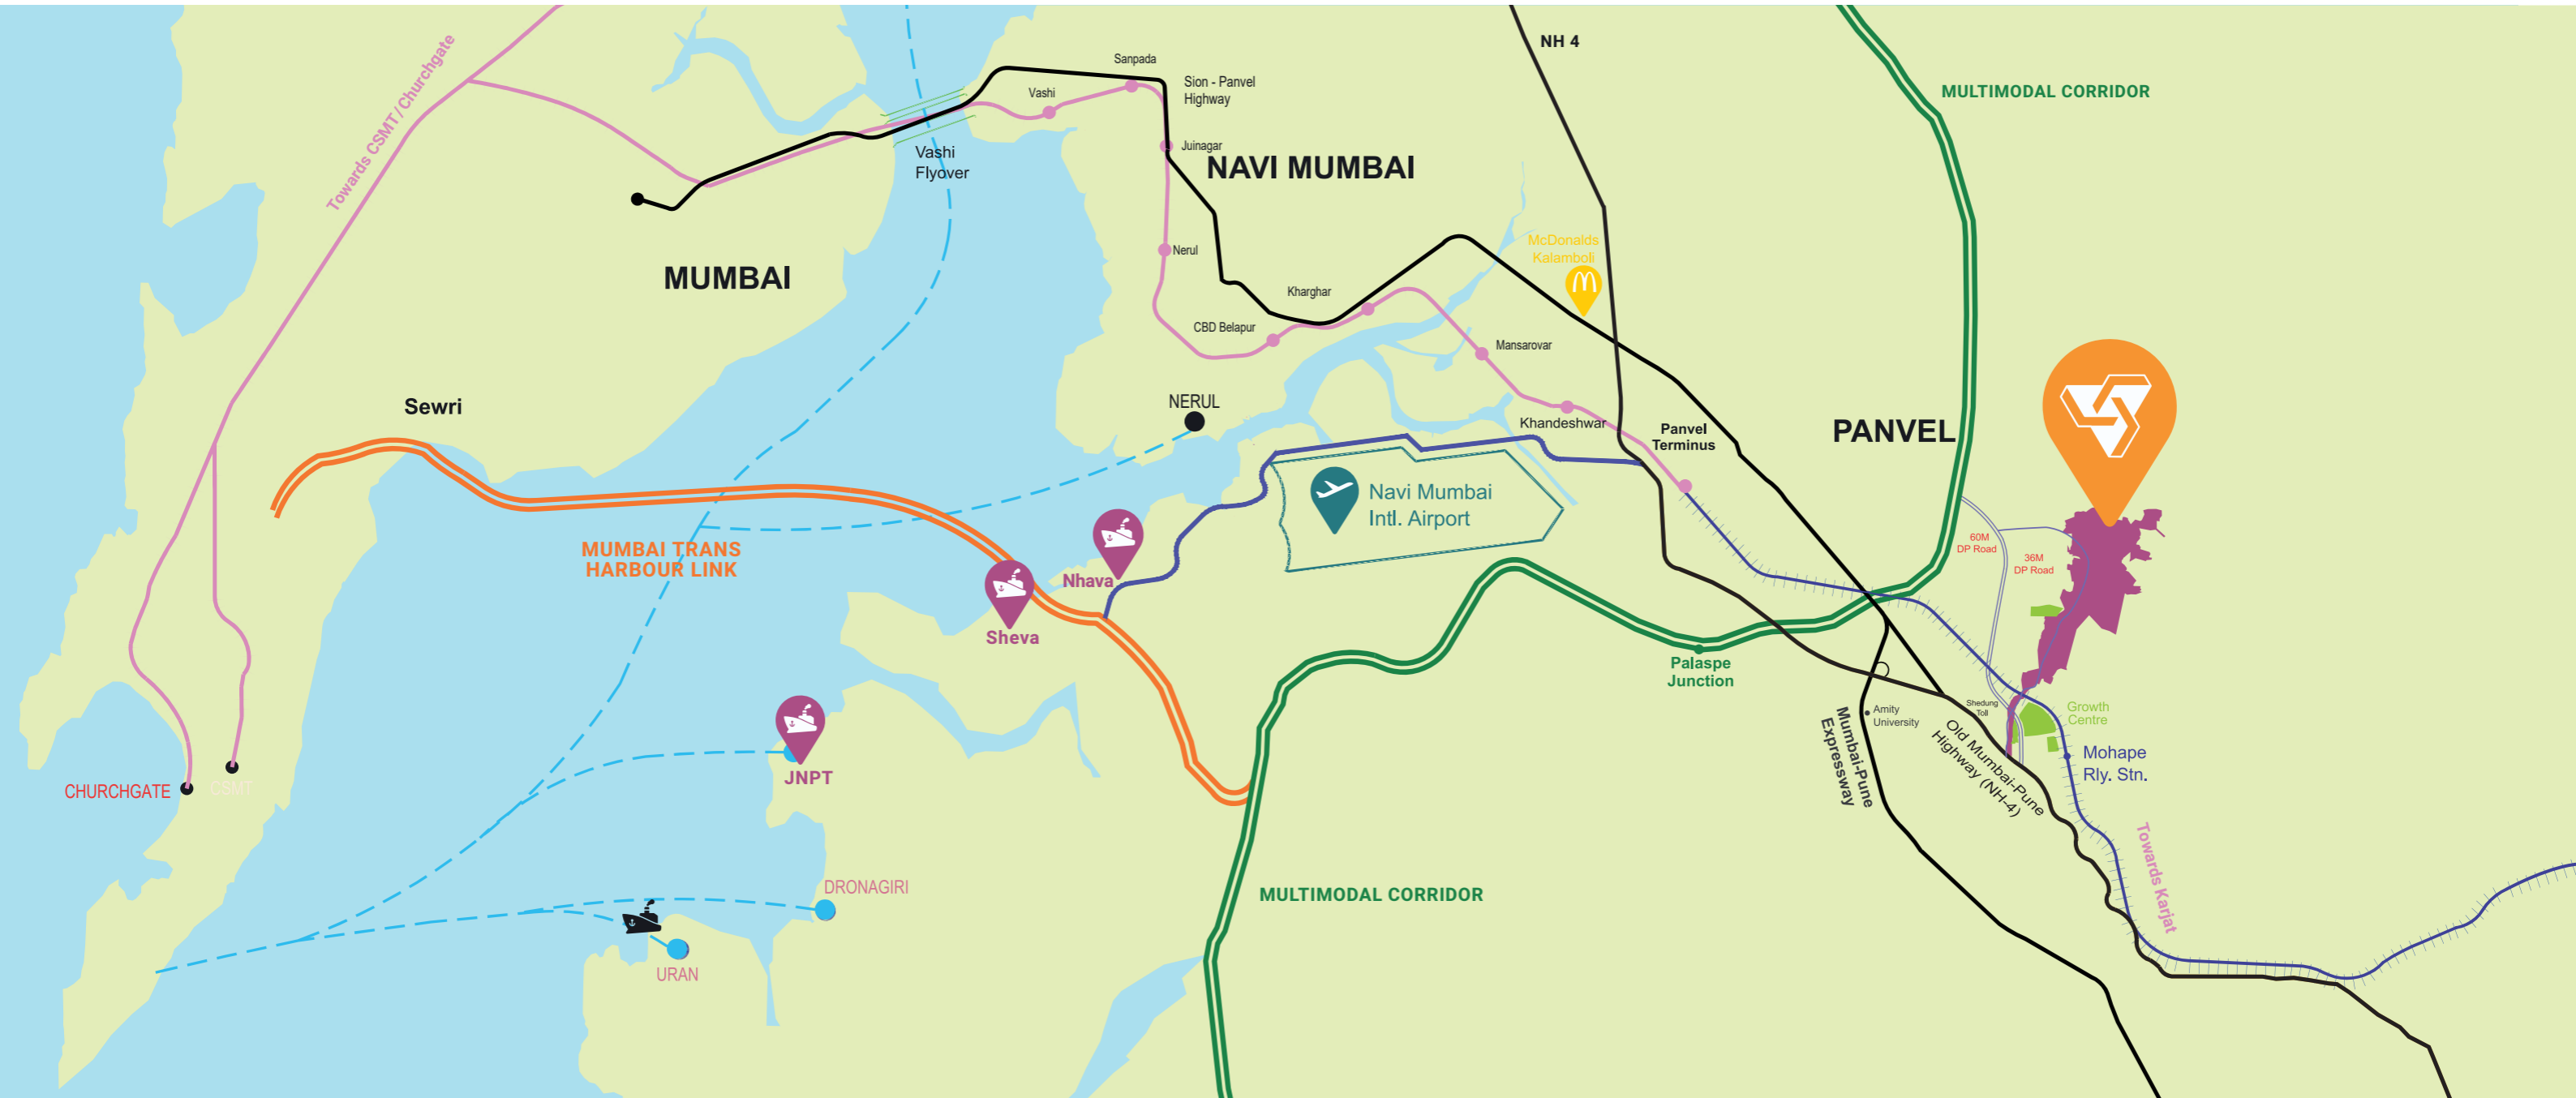 NH 4
Towards CSMT/Churchgate
Sanpada
Sion - Panvel
Highway
Vashi
MULTIMODAL CORRIDOR
Vashi
Flyover
Juinagar
NAVI MUMBAI
MUMBAI
Nerul
McDonalds
Kalamboli
Kharghar
CBD Belapur
Mansarovar
Sewri
NERUL
Khandeshwar
Panvel
Terminus
PANVEL
Navi Mumbai
Intl. Airport
MUMBAI TRANS
HARBOUR LINK
60M
DP Road
36M
DP Road
Nhava
Sheva
Palaspe
Junction
Amity
University
Shedung
Toll
Growth
Centre
Mumbai-Pune
Expressway
Old Mumbai-Pune
Highway (NH-4)
Mohape
Rly. Stn.
JNPT
CHURCHGATE
CSMT
Towards Karjat
DRONAGIRI
MULTIMODAL CORRIDOR
URAN